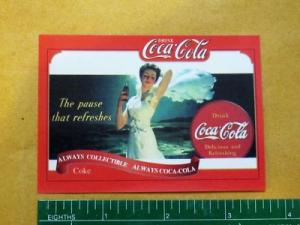 DRINK
Coca-Cola
The pause
that refreshes
Drink
Coca-Cola
Delicious and
Refreshing
ALWAYS COLLECTIBLE ALWAYS COCA-COLA
Coke
EIGHTHS 1 2 3 4